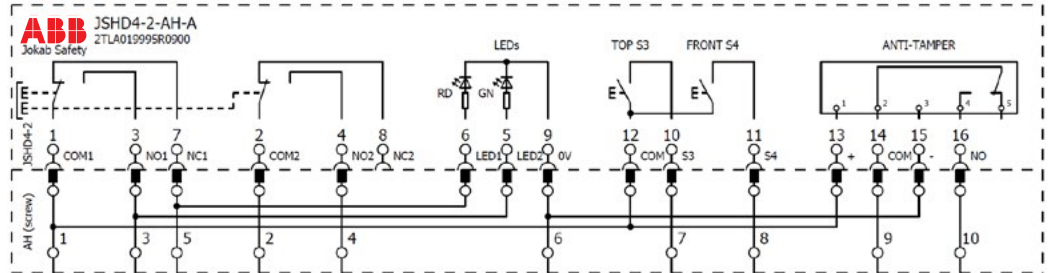 ABB JSHD4-2-AH-A
2TLA019995R0900
Jokab Safety
LEDs TOP S3 FRONT S4 ANTI-TAMPER
RD GN
E E E
1 2 3 4 5
1 3 7 2 4 8 6 5 9 12 10 11 13 14 15 16
JSHD4-2
COM1 NO1 NC1 COM2 NO2 NC2 LED1 LED2 0V COM S3 S4 + COM - NO
AH (screw)
1 3 5 2 4 6 7 8 9 10